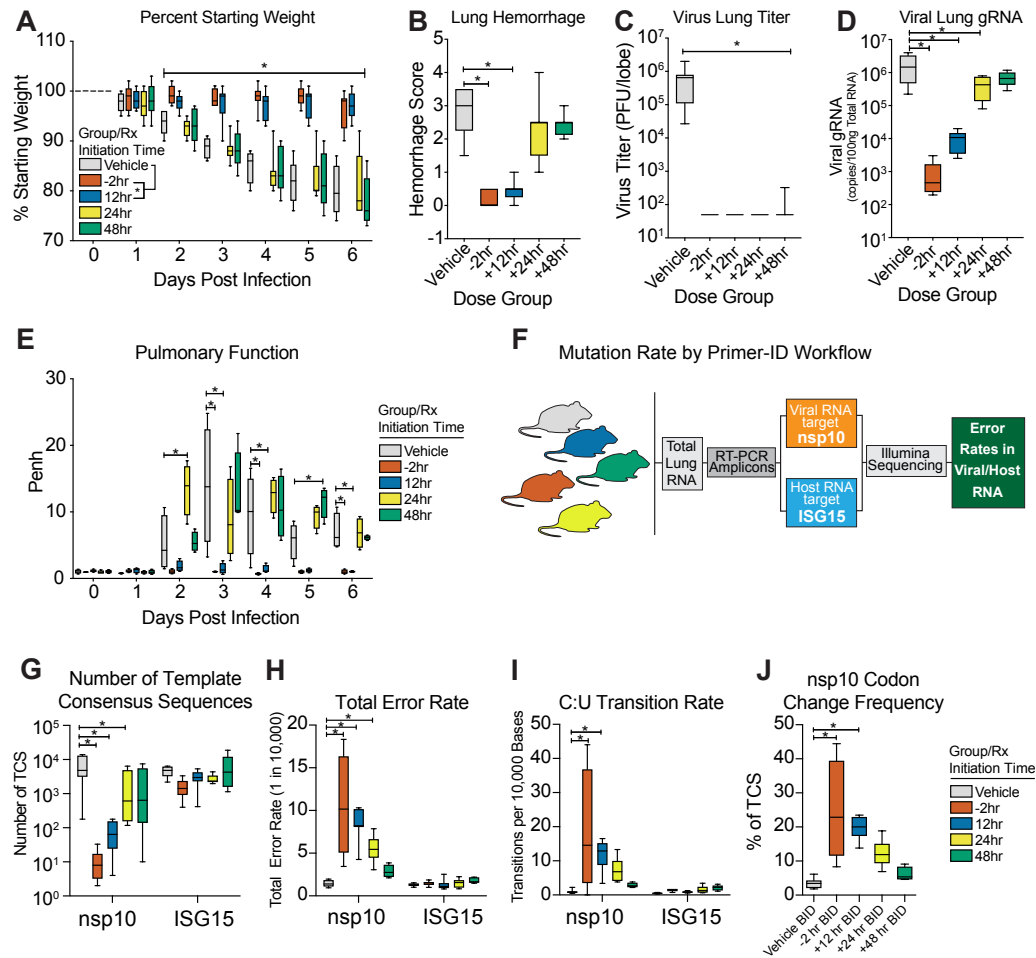 A
Percent Starting Weight
% Starting Weight
100
90
80
70
*
Group/Rx
Initiation Time
Vehicle
-2hr
12hr
24hr
48hr
*
0 1 2 3 4 5 6
Days Post Infection
B
Lung Hemorrhage
Hemorrhage Score
5
4
3
2
1
0
-1
* *
Vehicle
-2hr
+12hr
+24hr
+48hr
Dose Group
C
Virus Lung Titer
Virus Titer (PFU/lobe)
10⁷
10⁶
10⁵
10⁴
10³
10²
10¹
*
Vehicle
-2hr
+12hr
+24hr
+48hr
Dose Group
D
Viral Lung gRNA
Viral gRNA
(copies/100ng Total RNA)
10⁷
10⁶
10⁵
10⁴
10³
10²
10¹
*
*
*
Vehicle
-2hr
+12hr
+24hr
+48hr
Dose Group
E
Pulmonary Function
Penh
30
20
10
0
* * * * * * * *
0 1 2 3 4 5 6
Days Post Infection
Group/Rx
Initiation Time
Vehicle
-2hr
12hr
24hr
48hr
F
Mutation Rate by Primer-ID Workflow
Total
Lung
RNA
RT-PCR
Amplicons
Viral RNA
target
nsp10
Host RNA
target
ISG15
Illumina
Sequencing
Error
Rates in
Viral/Host
RNA
G
Number of Template
Consensus Sequences
Number of TCS
10⁵
10⁴
10³
10²
10¹
10⁰
*
*
*
nsp10 ISG15
H
Total Error Rate
Total Error Rate (1 in 10,000)
20
15
10
5
0
*
*
*
nsp10 ISG15
I
C:U Transition Rate
Transitions per 10,000 Bases
50
40
30
20
10
0
*
*
nsp10 ISG15
J
nsp10 Codon
Change Frequency
% of TCS
50
40
30
20
10
0
*
*
Vehicle BID
-2 hr BID
+12 hr BID
+24 hr BID
+48 hr BID
Group/Rx
Initiation Time
Vehicle
-2hr
12hr
24hr
48hr